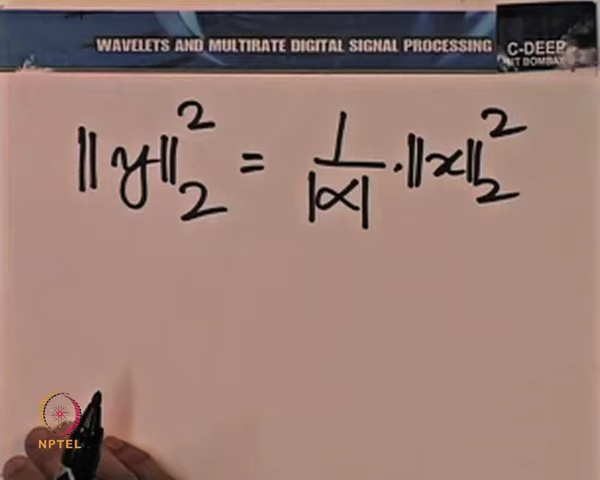 WAVELETS AND MULTIRATE DIGITAL SIGNAL PROCESSING
C-DEEP
IIT BOMBAY
||y||₂² = 1/|α| · ||x||₂²
NPTEL